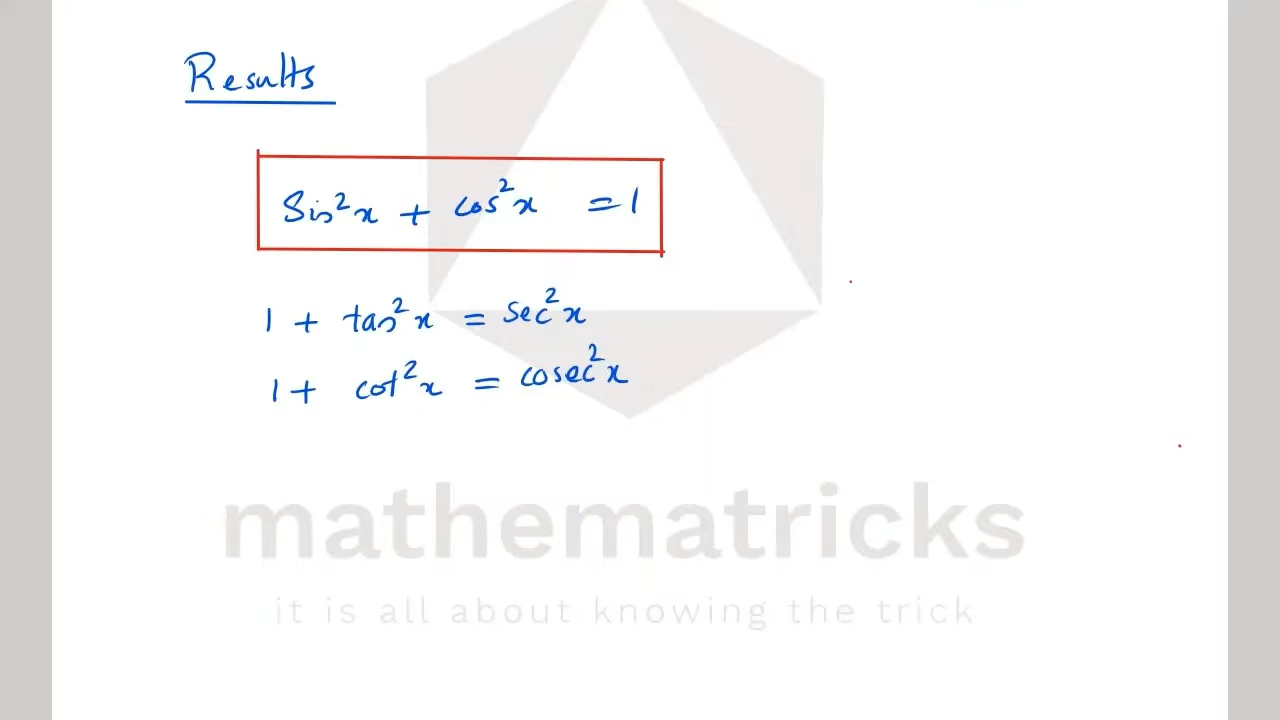 Results
Sin²x + cos²x = 1
1 + tan²x = sec²x
1 + cot²x = cosec²x
mathematricks
it is all about knowing the trick